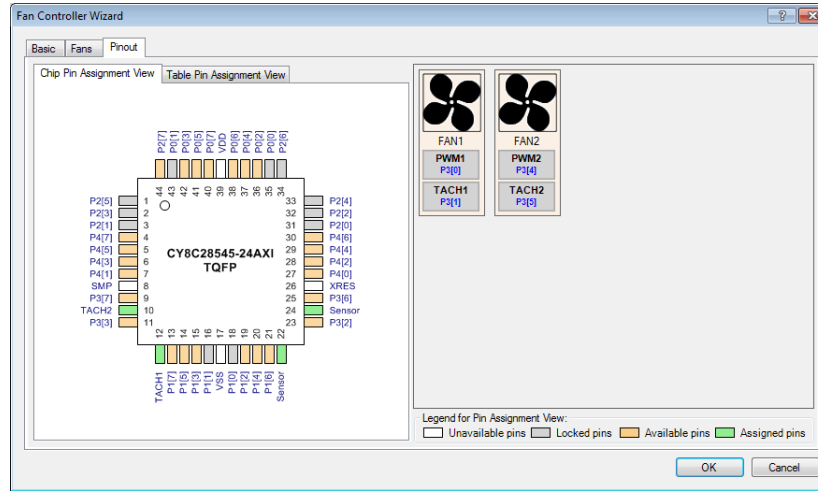 Fan Controller Wizard
Basic
Fans
Pinout
Chip Pin Assignment View
Table Pin Assignment View
P2[7]
P0[1]
P0[3]
P0[5]
P0[7]
VDD
P0[6]
P0[4]
P0[2]
P0[0]
P2[6]
44
43
42
41
40
39
38
37
36
35
34
P2[5] 1
P2[3] 2
P2[1] 3
P4[7] 4
P4[5] 5
P4[3] 6
P4[1] 7
SMP 8
P3[7] 9
TACH2 10
P3[3] 11
CY8C28545-24AXI
TQFP
33 P2[4]
32 P2[2]
31 P2[0]
30 P4[6]
29 P4[4]
28 P4[2]
27 P4[0]
26 XRES
25 P3[6]
24 Sensor
23 P3[2]
12
13
14
15
16
17
18
19
20
21
22
TACH1
P1[7]
P1[5]
P1[3]
P1[1]
VSS
P1[0]
P1[2]
P1[4]
P1[6]
Sensor
FAN1
PWM1
P3[0]
TACH1
P3[1]
FAN2
PWM2
P3[4]
TACH2
P3[5]
Legend for Pin Assignment View:
Unavailable pins
Locked pins
Available pins
Assigned pins
OK
Cancel